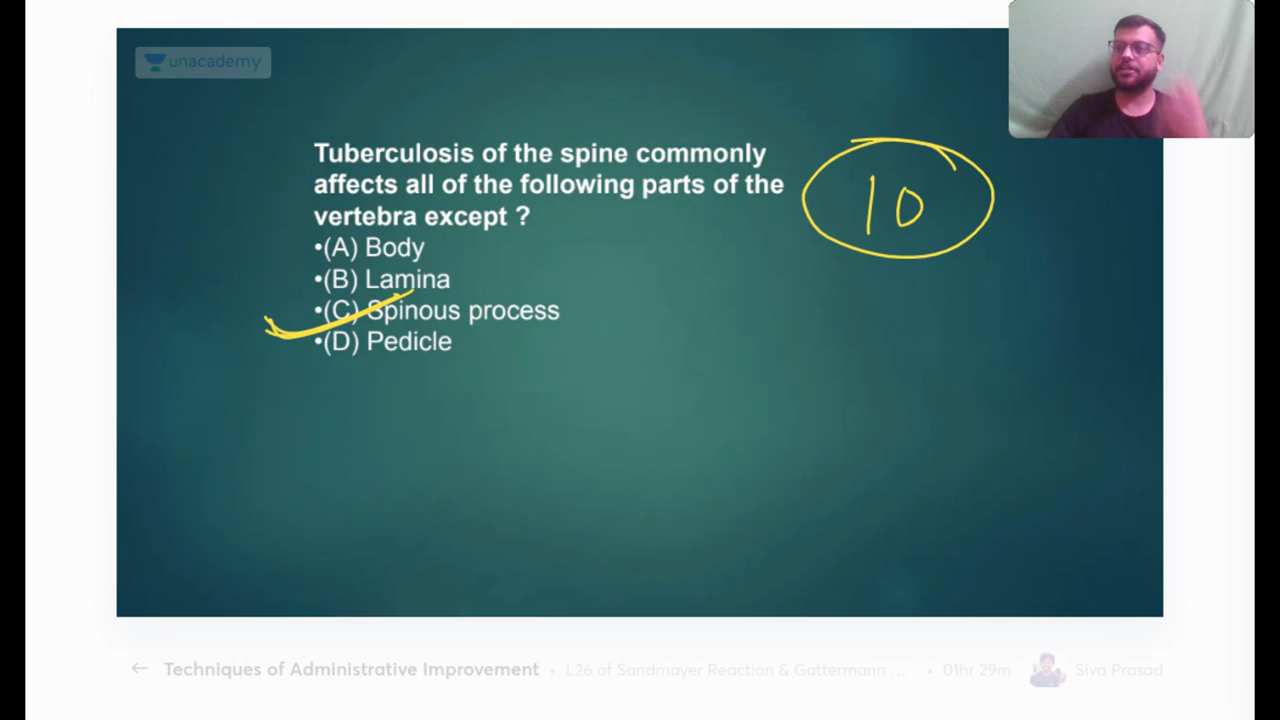 unacademy
Tuberculosis of the spine commonly
affects all of the following parts of the
vertebra except ?
•(A) Body
•(B) Lamina
•(C) Spinous process
•(D) Pedicle
10
← Techniques of Administrative Improvement • L26 of Sandmayer Reaction & Gattermann ... • 01hr 29m Siva Prasad